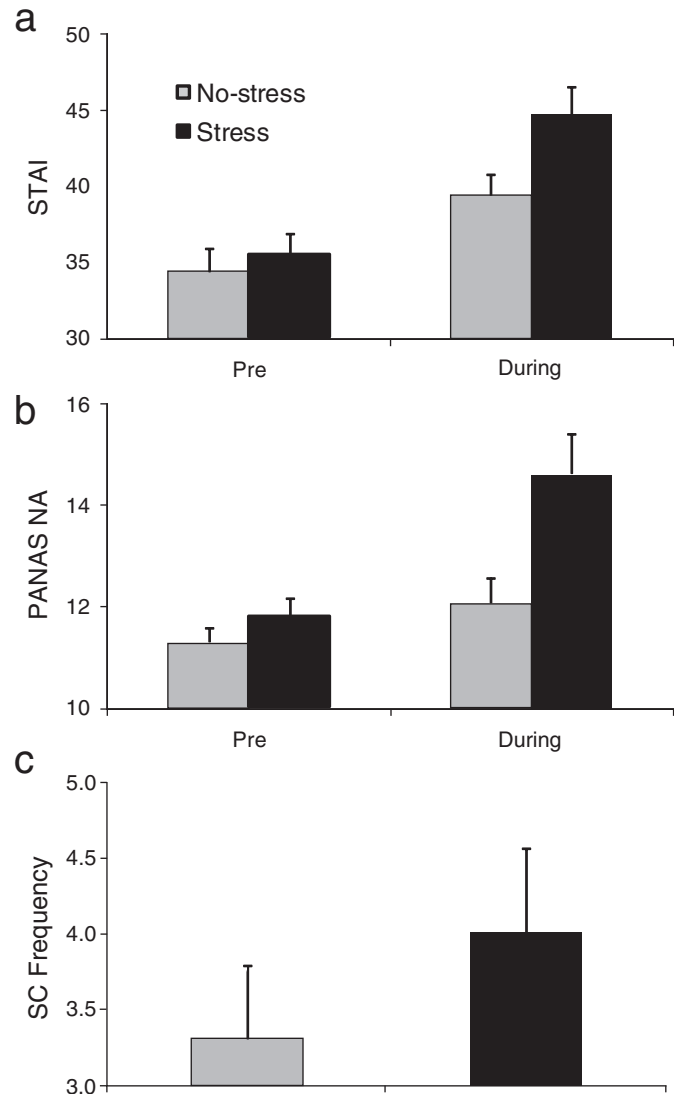 a
50
No-stress
Stress
45
40
35
30
STAI
Pre During
b
16
14
12
10
PANAS NA
Pre During
c
5.0
4.5
4.0
3.5
3.0
SC Frequency